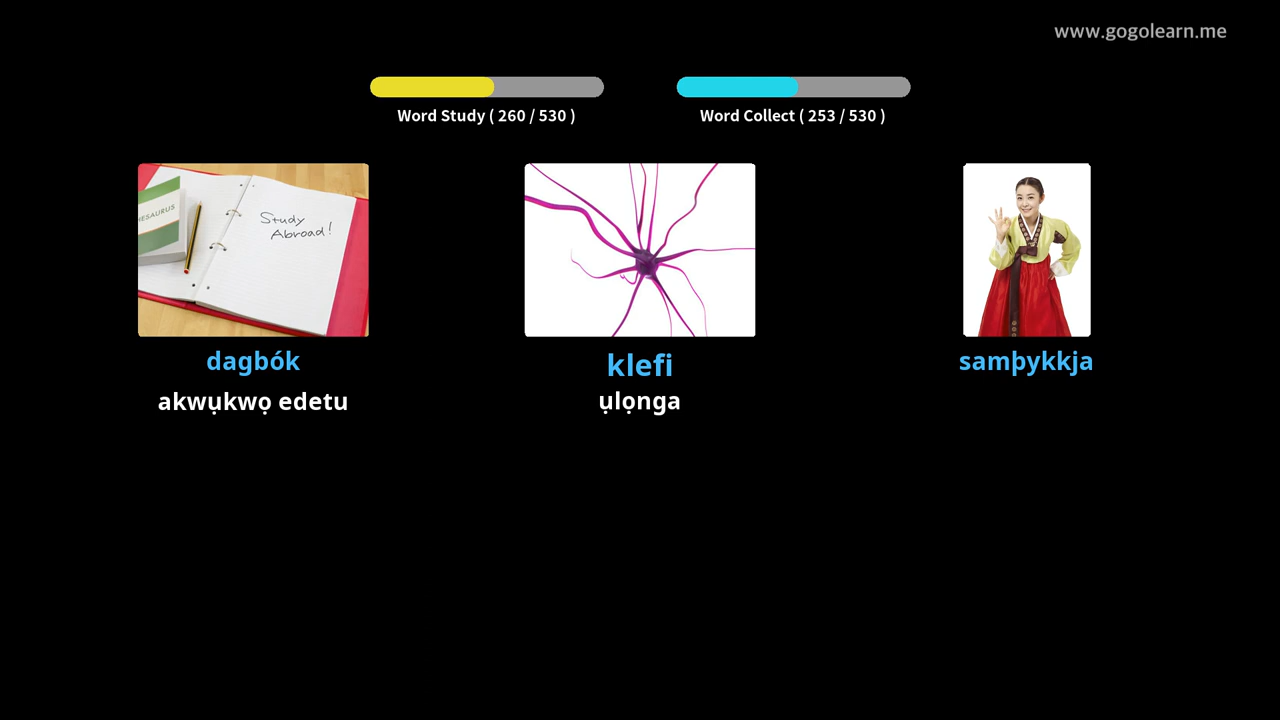 www.gogolearn.me
Word Study ( 260 / 530 )
Word Collect ( 253 / 530 )
HESAURUS
Study
Abroad!
dagbók
klefi
samþykkja
akwụkwọ edetu
ụlọnga